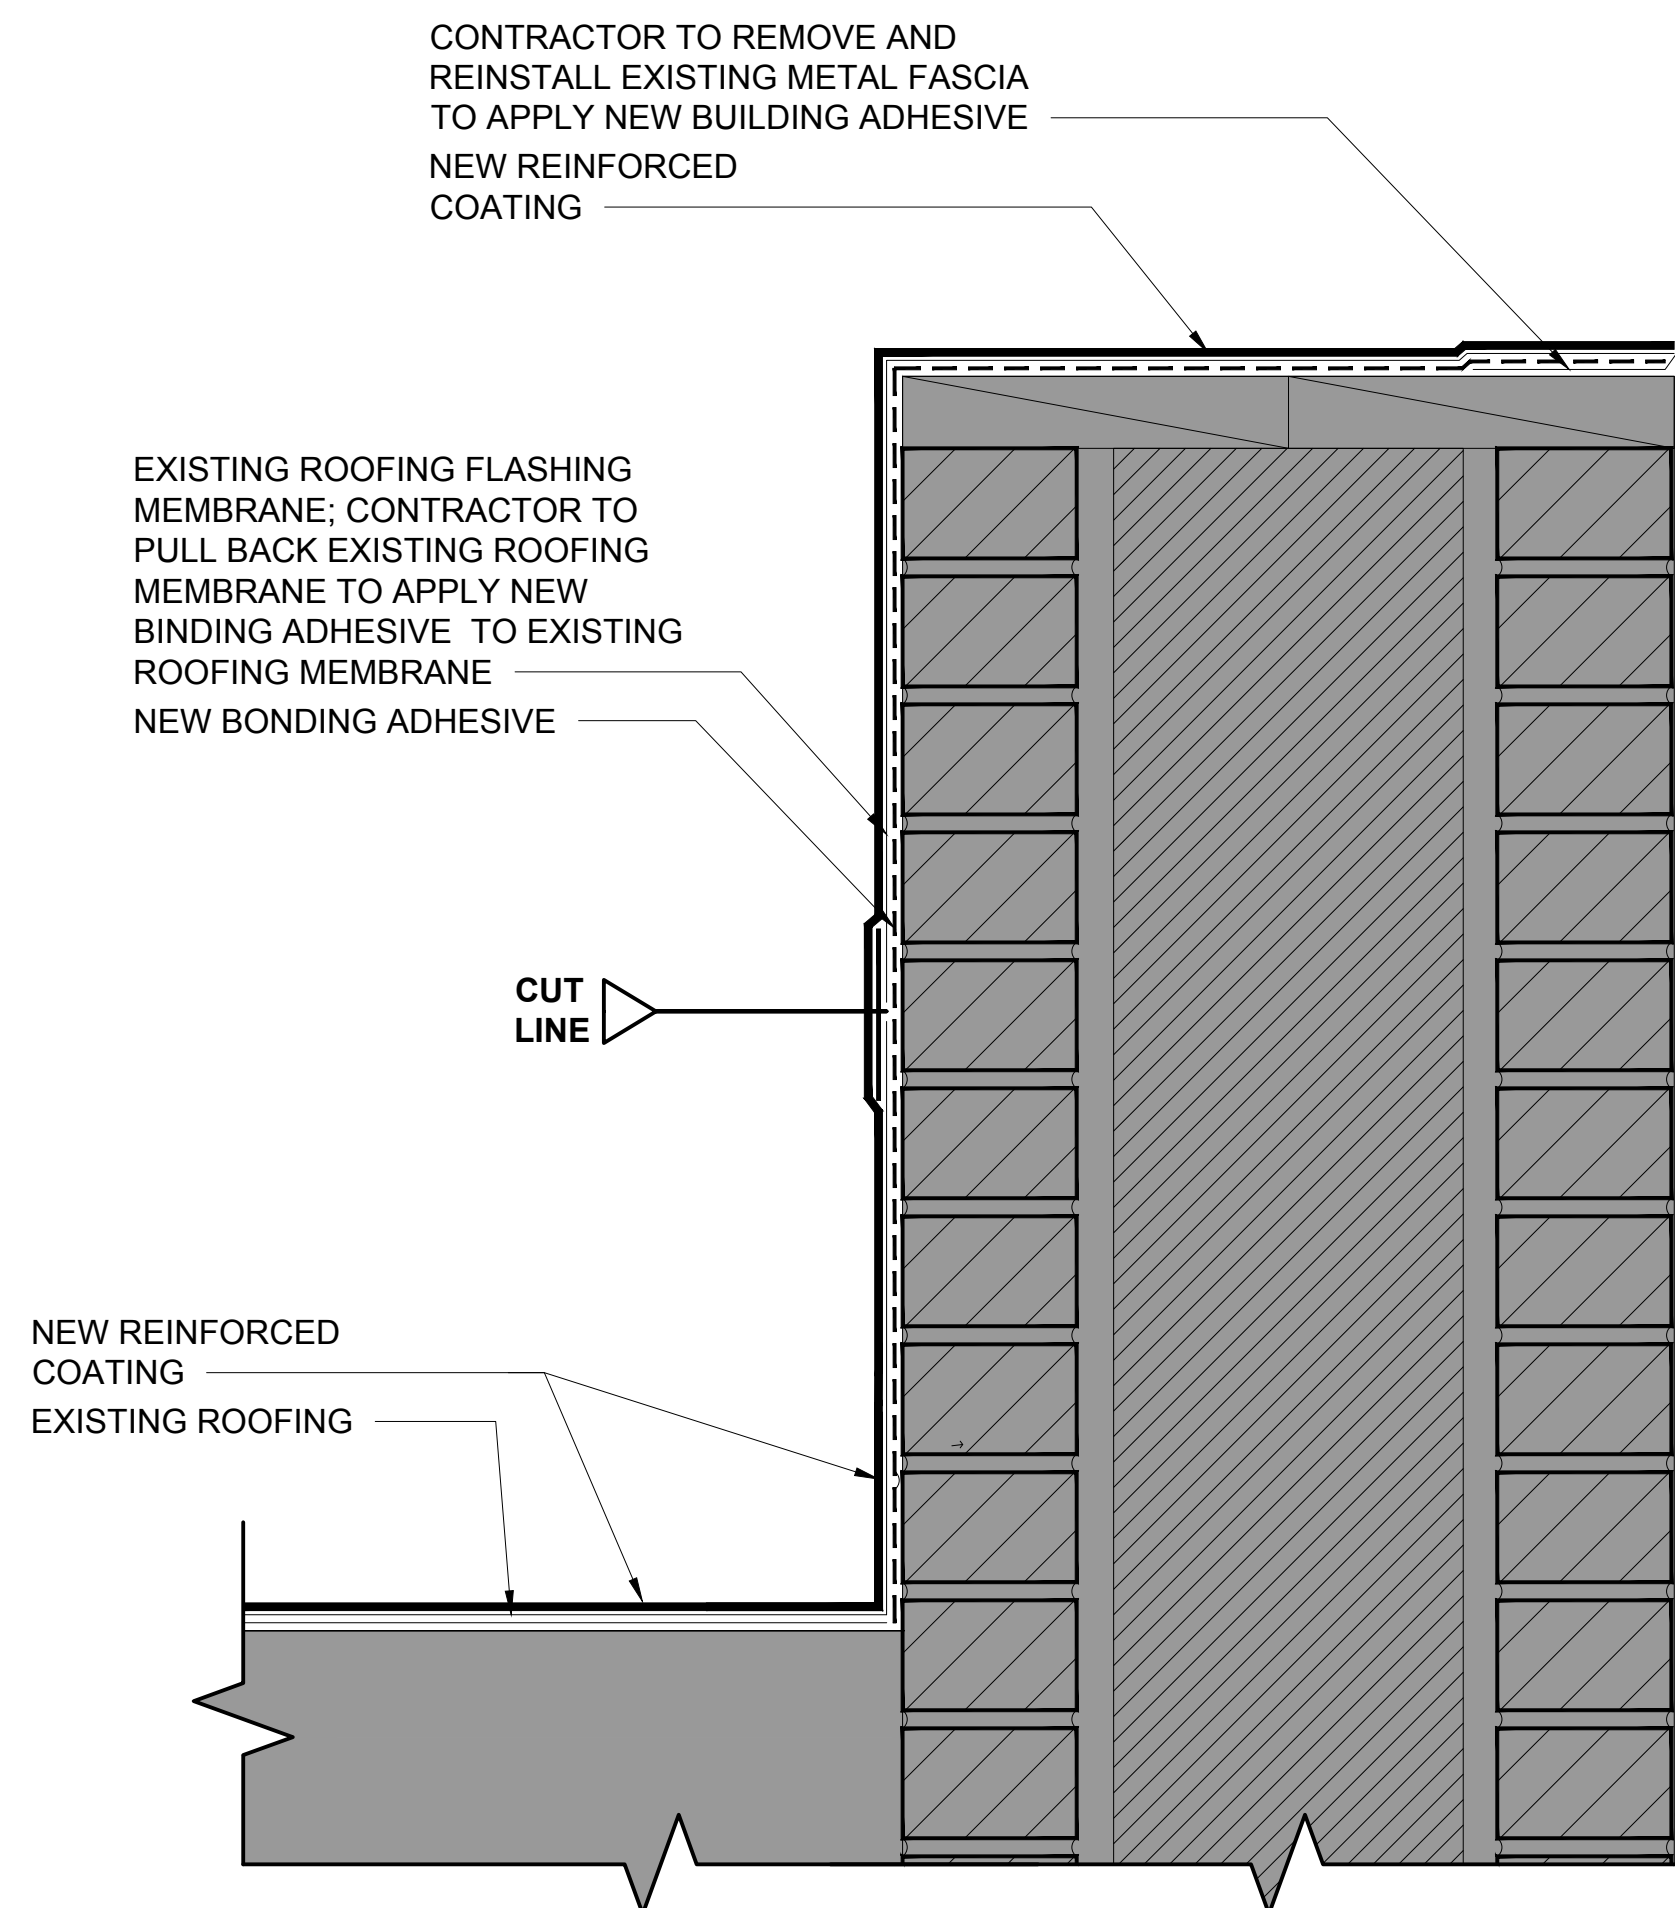 CONTRACTOR TO REMOVE AND
REINSTALL EXISTING METAL FASCIA
TO APPLY NEW BUILDING ADHESIVE
NEW REINFORCED
COATING
EXISTING ROOFING FLASHING
MEMBRANE; CONTRACTOR TO
PULL BACK EXISTING ROOFING
MEMBRANE TO APPLY NEW
BINDING ADHESIVE TO EXISTING
ROOFING MEMBRANE
NEW BONDING ADHESIVE
CUT
LINE
NEW REINFORCED
COATING
EXISTING ROOFING